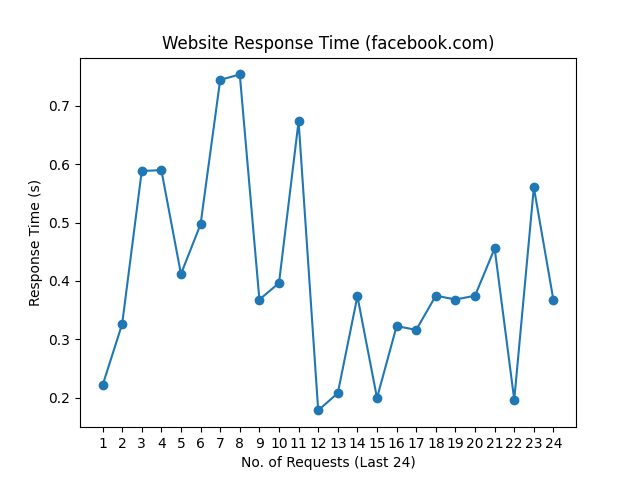 Website Response Time (facebook.com)
Response Time (s)
0.7
0.6
0.5
0.4
0.3
0.2
1 2 3 4 5 6 7 8 9 10 11 12 13 14 15 16 17 18 19 20 21 22 23 24
No. of Requests (Last 24)